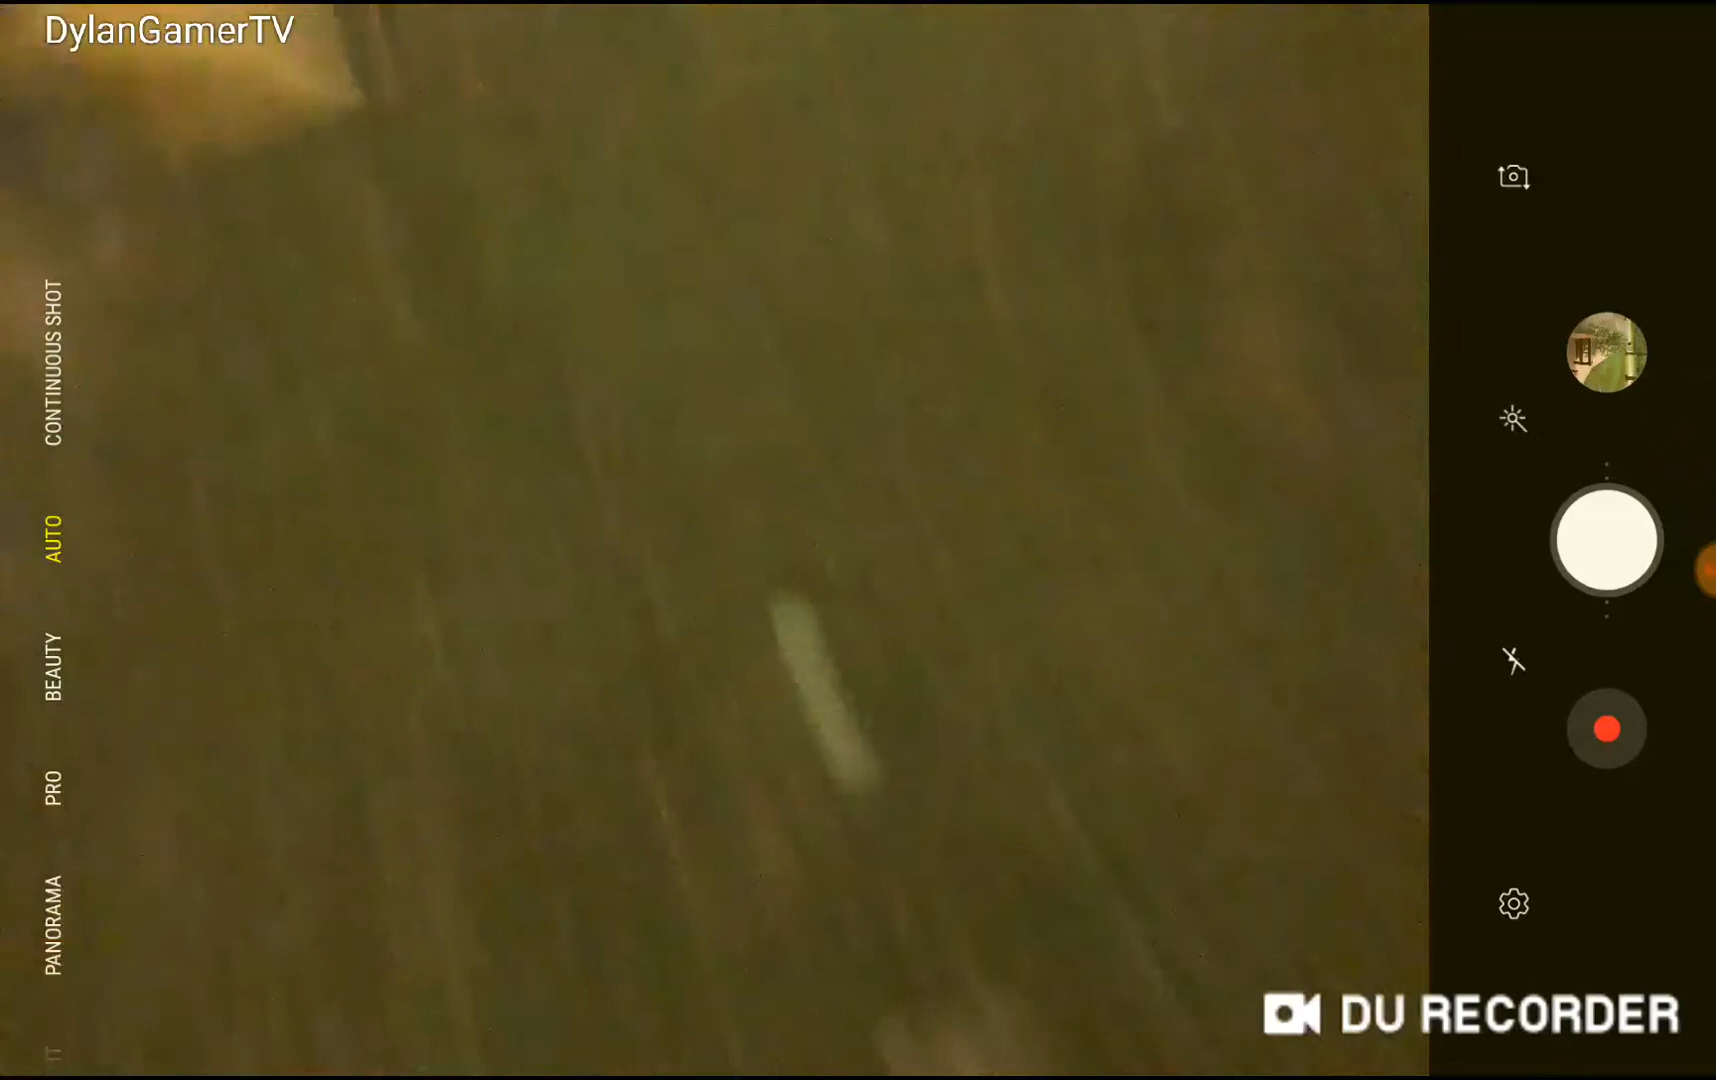 DylanGamerTV
CONTINUOUS SHOT
AUTO
BEAUTY
PRO
PANORAMA
DU RECORDER